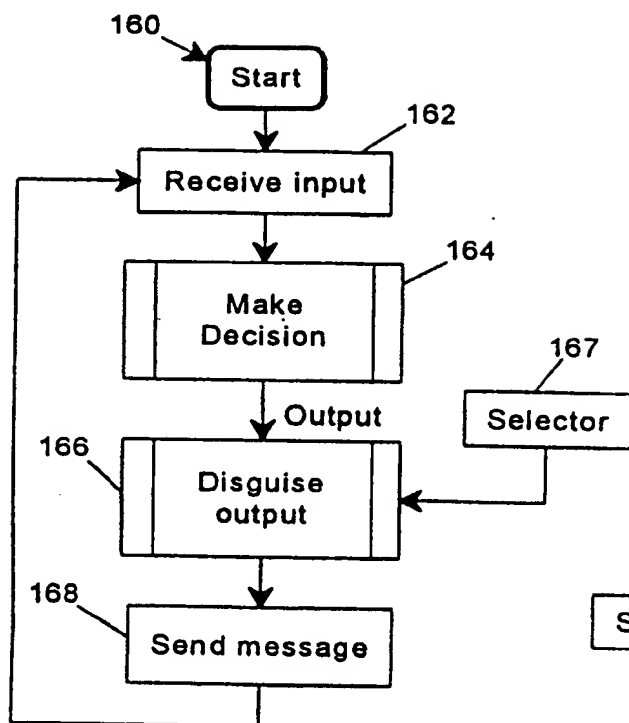 160
Start
162
Receive input
164
Make
Decision
167
Selector
Output
166
Disguise
output
168
Send message
S